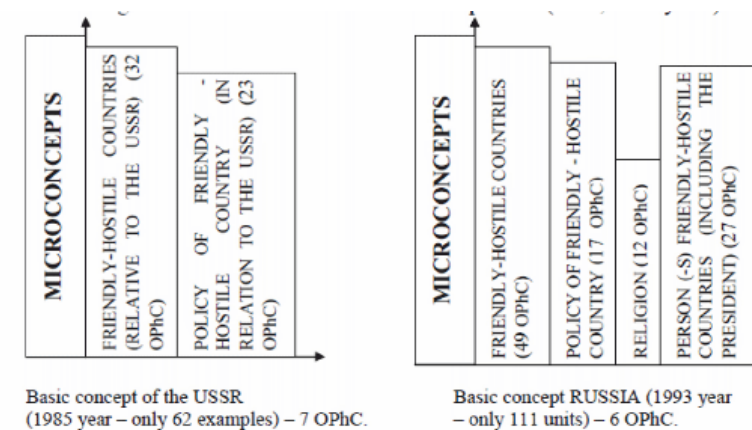 MICROCONCEPTS
FRIENDLY-HOSTILE COUNTRIES
(RELATIVE TO THE USSR) (32
OPhC)
POLICY OF FRIENDLY -
HOSTILE COUNTRY (IN
RELATION TO THE USSR) (23
OPhC)
Basic concept of the USSR
(1985 year – only 62 examples) – 7 OPhC.
MICROCONCEPTS
FRIENDLY-HOSTILE COUNTRIES
(49 OPhC)
POLICY OF FRIENDLY - HOSTILE
COUNTRY (17 OPhC)
RELIGION (12 OPhC)
PERSON (-S) FRIENDLY-HOSTILE
COUNTRIES (INCLUDING THE
PRESIDENT) (27 OPhC)
Basic concept RUSSIA (1993 year
– only 111 units) – 6 OPhC.